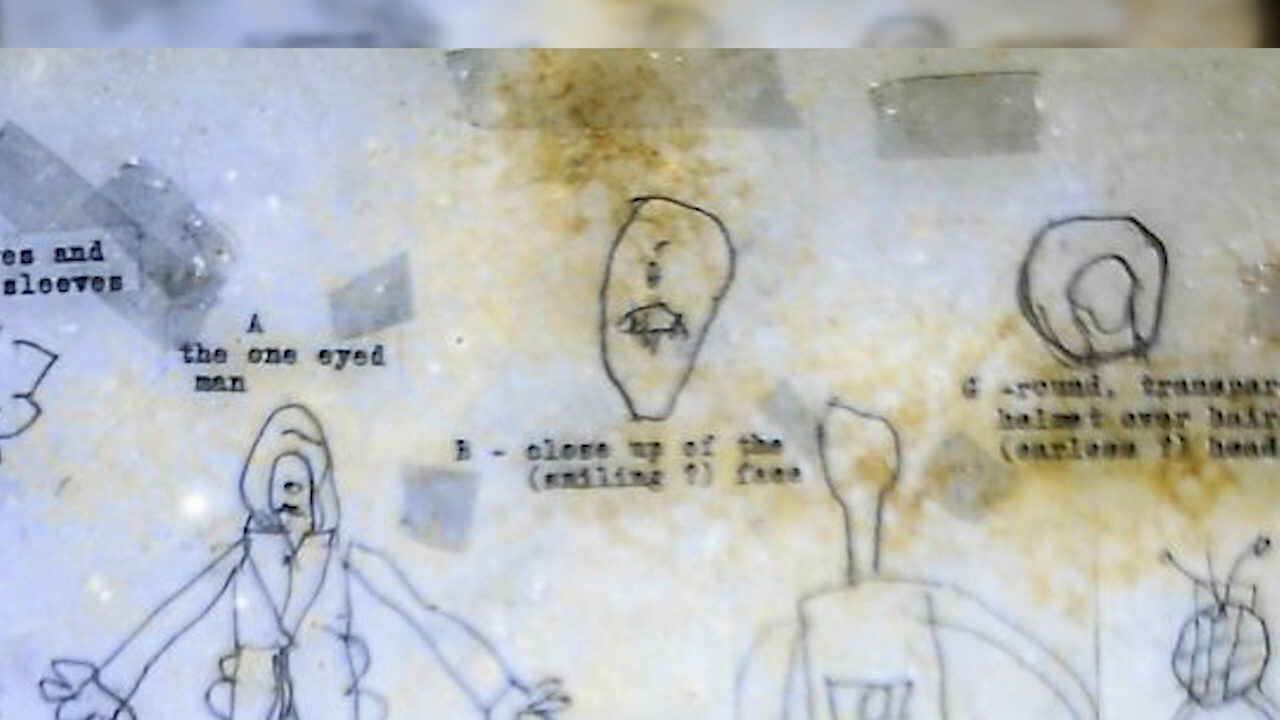 es and
sleeves
A
the one eyed
man
B - close up of the
(smiling ?) face
round, transpar
helmet over hair
(earless ?) head